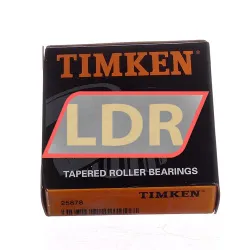 TIMKEN
LDR
TAPERED ROLLER BEARINGS
TIMKEN